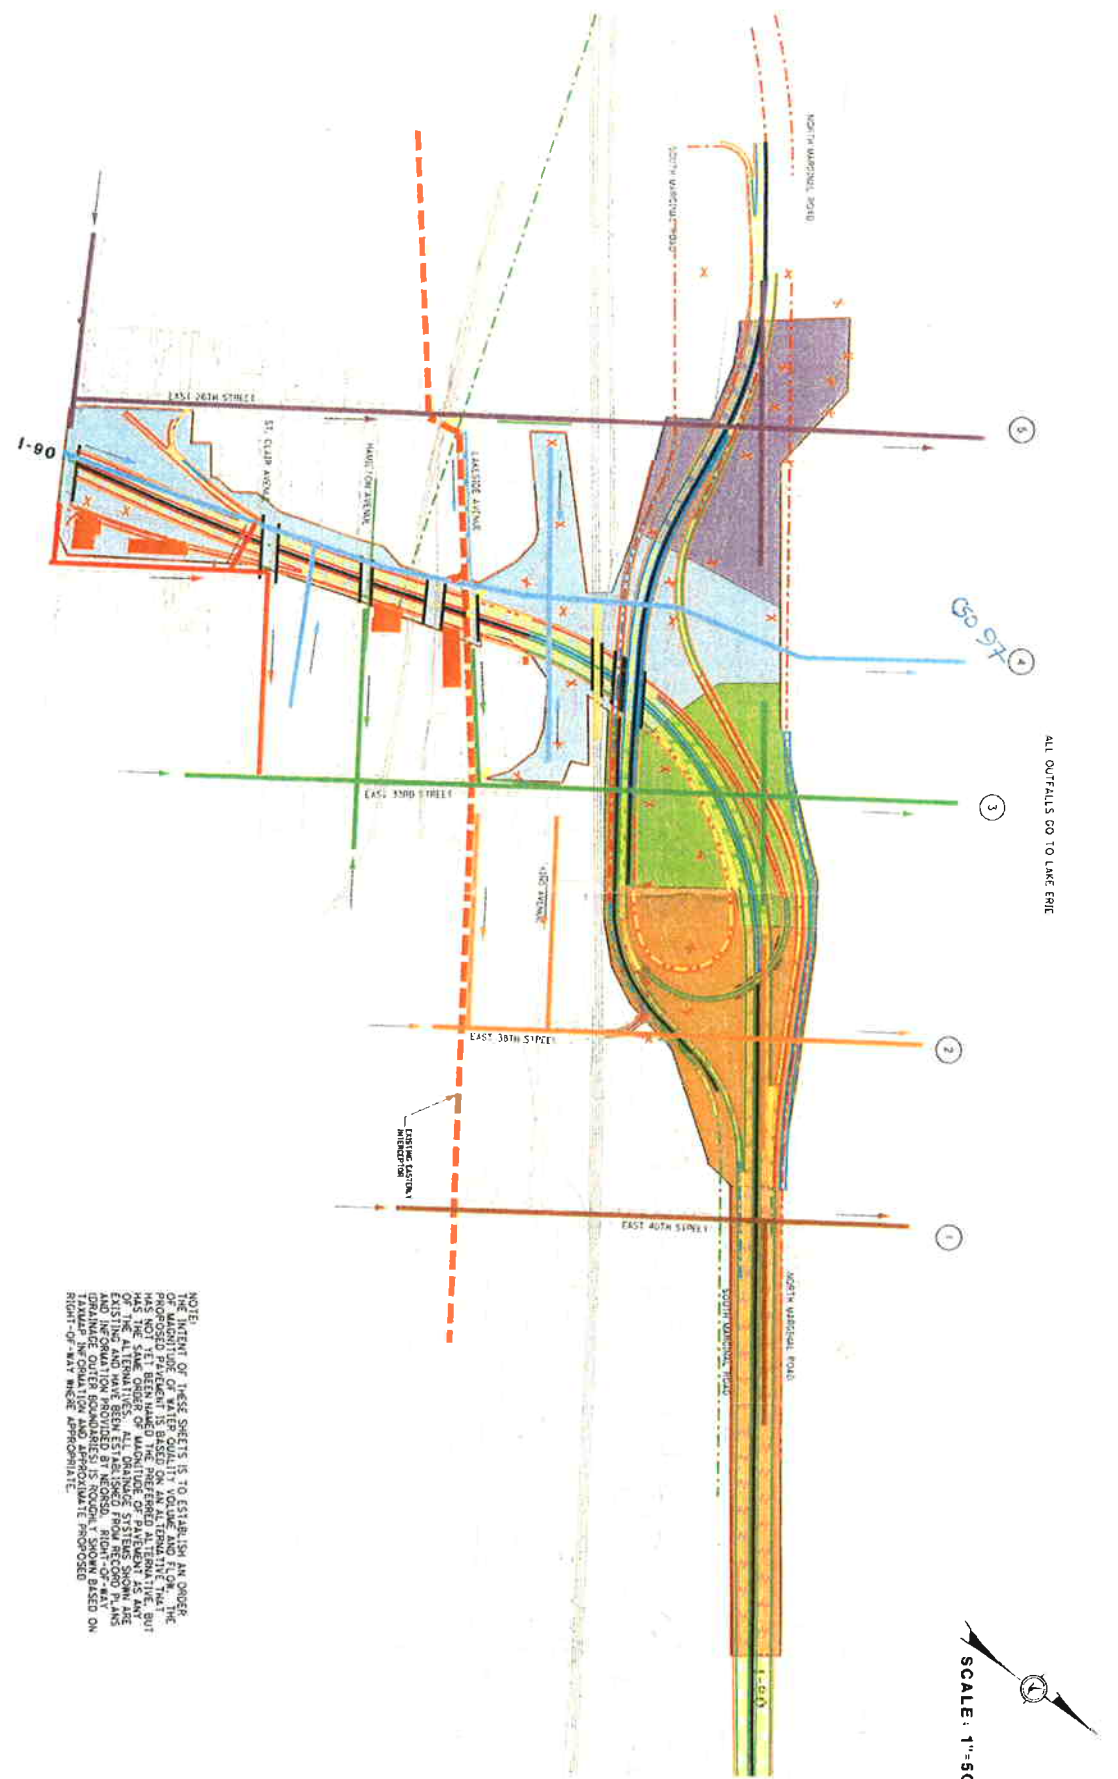 NORTH MARGINAL ROAD
SOUTH MARGINAL ROAD
EAST 26TH STREET
I-90
ST. CLAIR AVENUE
HAMILTON AVENUE
LAKESIDE AVENUE
5
CSO 97
4
ALL OUTFALLS GO TO LAKE ERIE
3
EAST 33RD STREET
KING AVENUE
EAST 38TH STREET
2
EXISTING EASTERLY
INTERCEPTOR
EAST 40TH STREET
1
SOUTH MARGINAL ROAD
NORTH MARGINAL ROAD
I-90
NOTE:
THE INTENT OF THESE SHEETS IS TO ESTABLISH AN ORDER
OF MAGNITUDE OF WATER QUALITY VOLUME AND FLOW. THE
PROPOSED PAVEMENT IS BASED ON AN ALTERNATIVE THAT
HAS NOT YET BEEN NAMED THE PREFERRED ALTERNATIVE, BUT
HAS THE SAME ORDER OF MAGNITUDE OF PAVEMENT AS ANY
OF THE ALTERNATIVES. ALL DRAINAGE SYSTEMS SHOWN ARE
EXISTING AND HAVE BEEN ESTABLISHED FROM RECORD PLANS
AND INFORMATION PROVIDED BY NEORSD. RIGHT-OF-WAY
(DRAINAGE OUTER BOUNDARIES) IS ROUGHLY SHOWN BASED ON
TAXMAP INFORMATION AND APPROXIMATE PROPOSED
RIGHT-OF-WAY WHERE APPROPRIATE.
SCALE: 1"=50